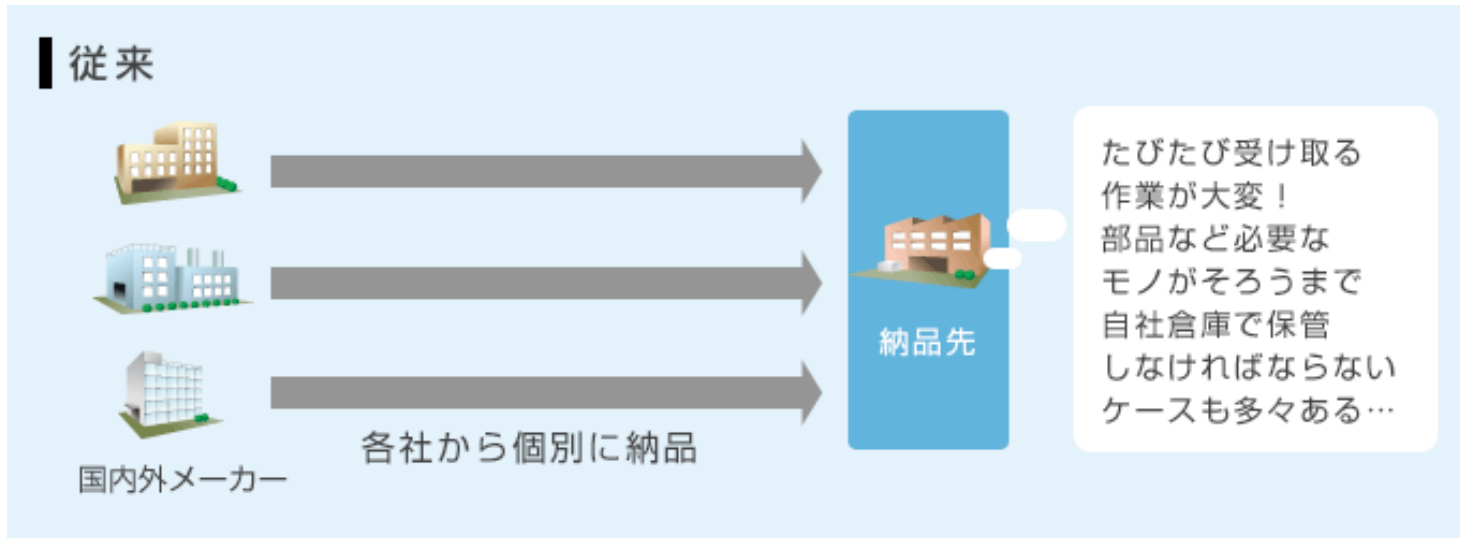 従来
たびたび受け取る
作業が大変！
部品など必要な
モノがそろうまで
自社倉庫で保管
しなければならない
ケースも多々ある…
納品先
各社から個別に納品
国内外メーカー